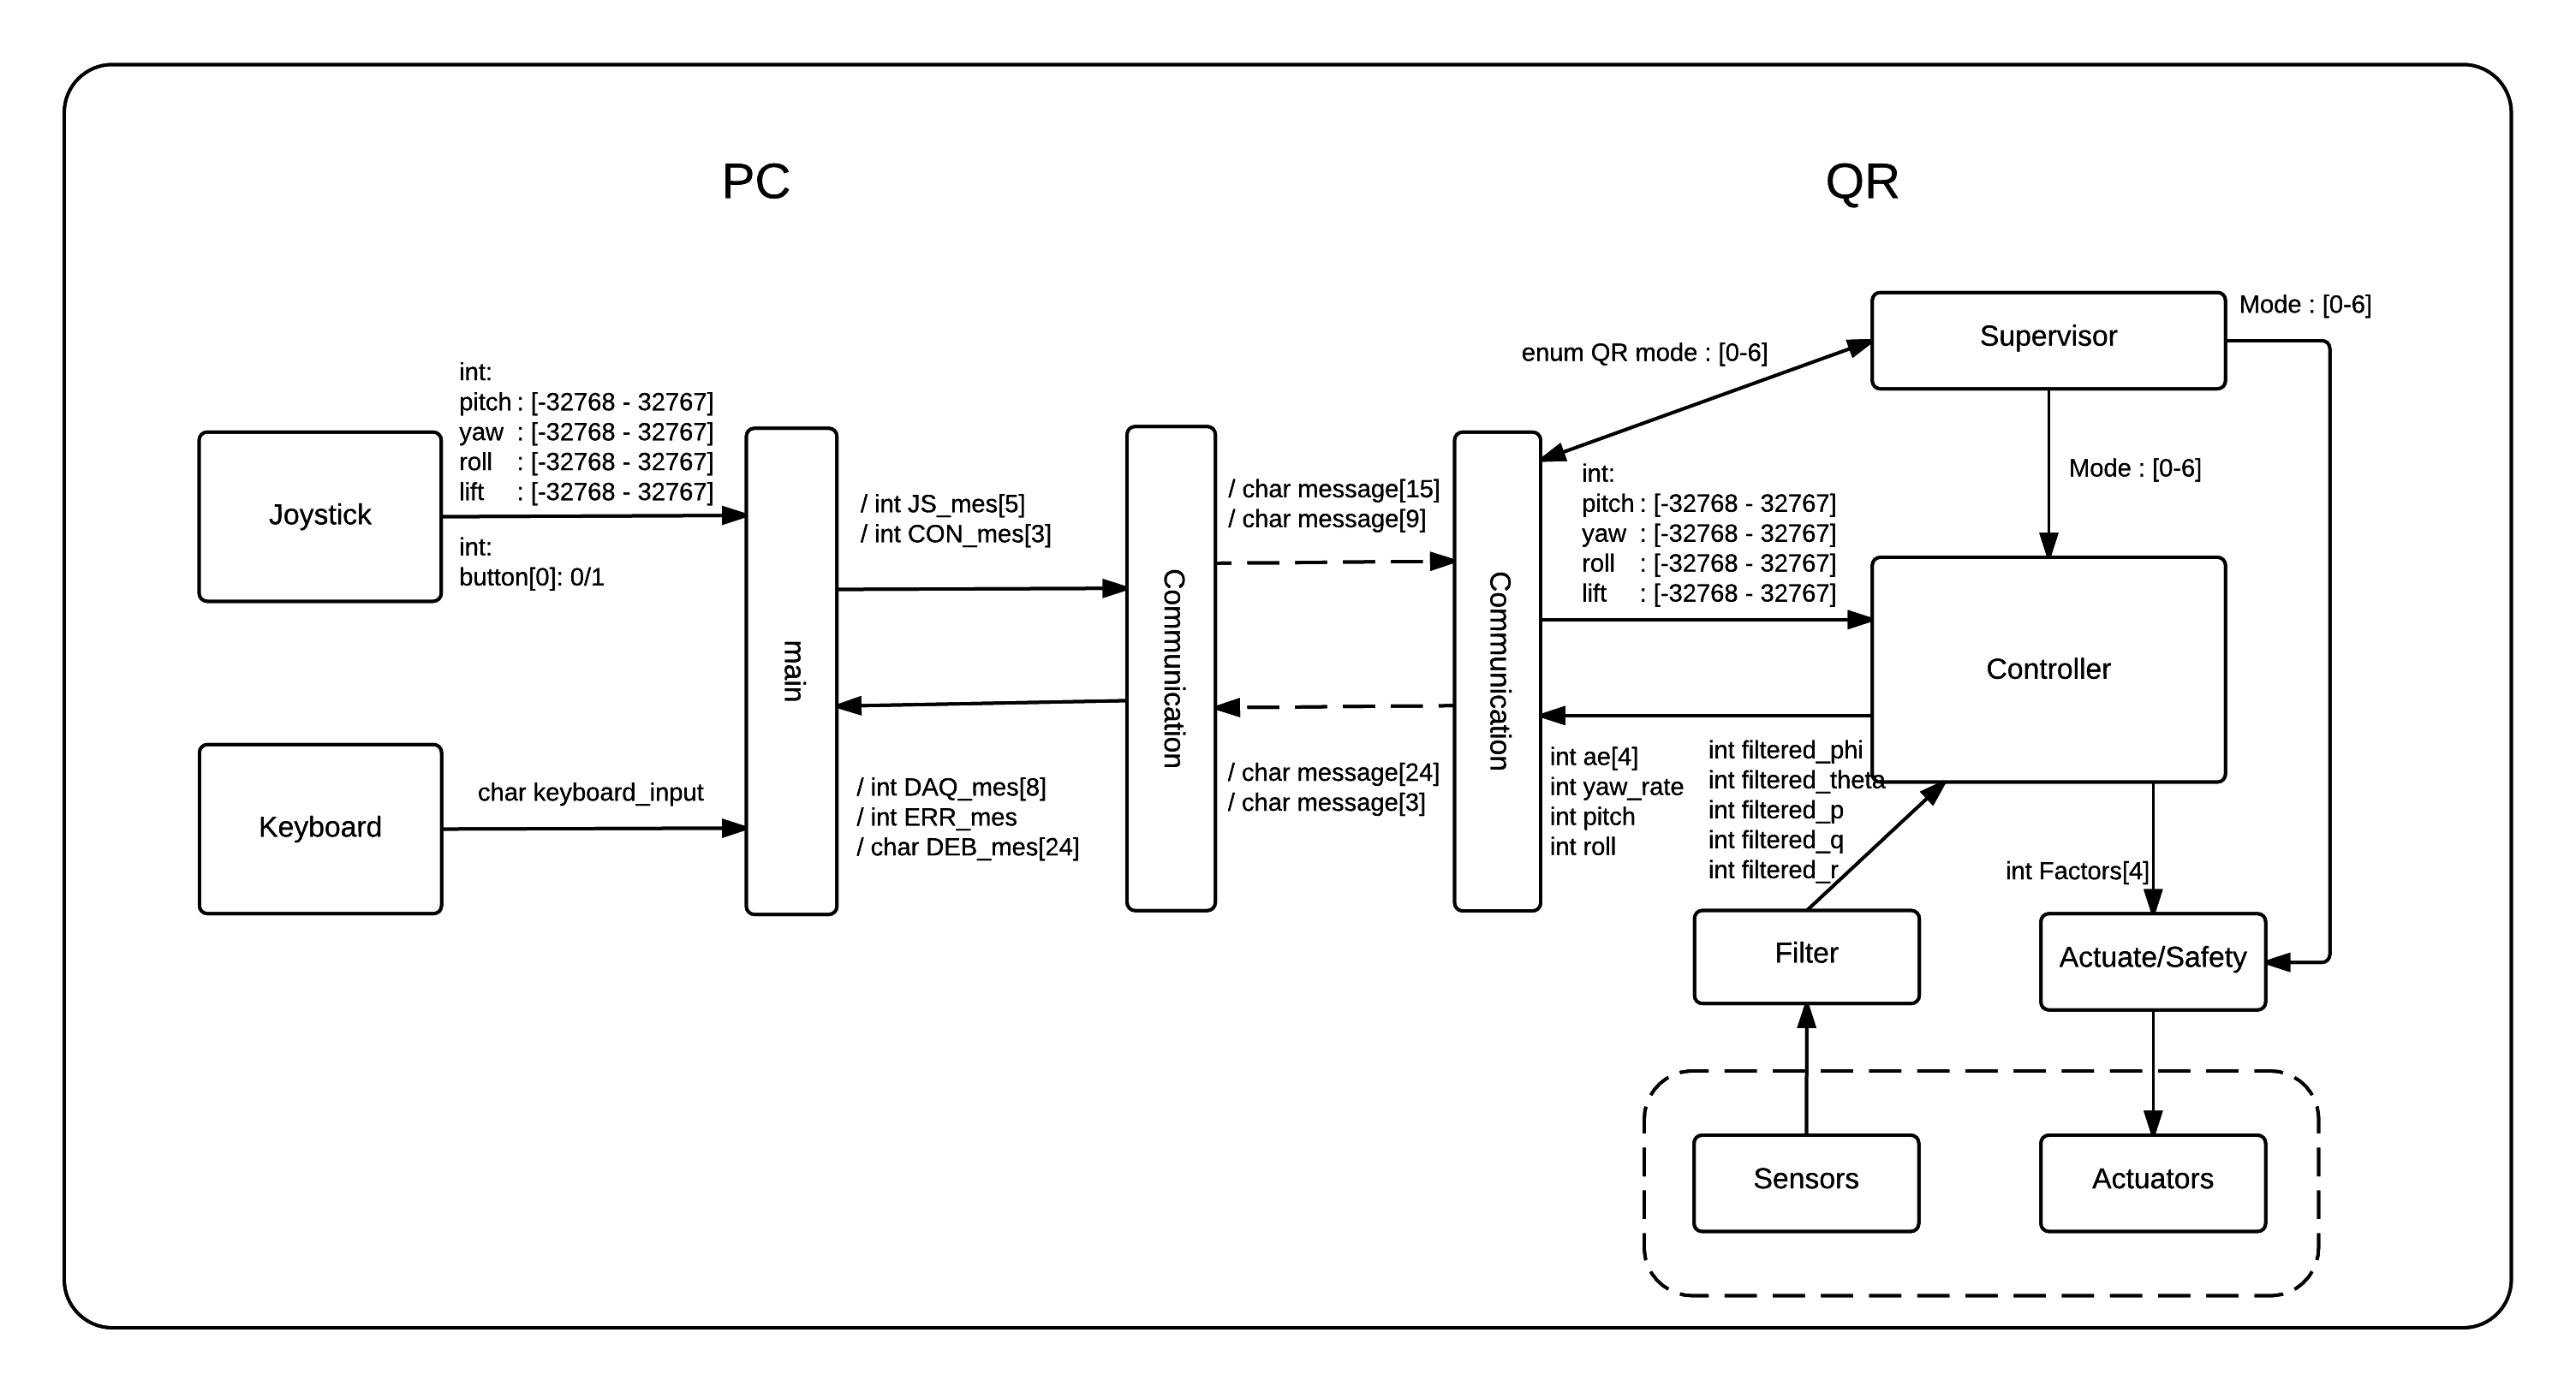 PC
QR
Supervisor
Mode : [0-6]
enum QR mode : [0-6]
Mode : [0-6]
int:
pitch : [-32768 - 32767]
yaw : [-32768 - 32767]
roll : [-32768 - 32767]
lift : [-32768 - 32767]
Joystick
int:
button[0]: 0/1
Keyboard
char keyboard_input
main
/ int JS_mes[5]
/ int CON_mes[3]
/ int DAQ_mes[8]
/ int ERR_mes
/ char DEB_mes[24]
Communication
/ char message[15]
/ char message[9]
/ char message[24]
/ char message[3]
Communication
int:
pitch : [-32768 - 32767]
yaw : [-32768 - 32767]
roll : [-32768 - 32767]
lift : [-32768 - 32767]
Controller
int ae[4]
int yaw_rate
int pitch
int roll
int filtered_phi
int filtered_theta
int filtered_p
int filtered_q
int filtered_r
int Factors[4]
Filter
Actuate/Safety
Sensors
Actuators